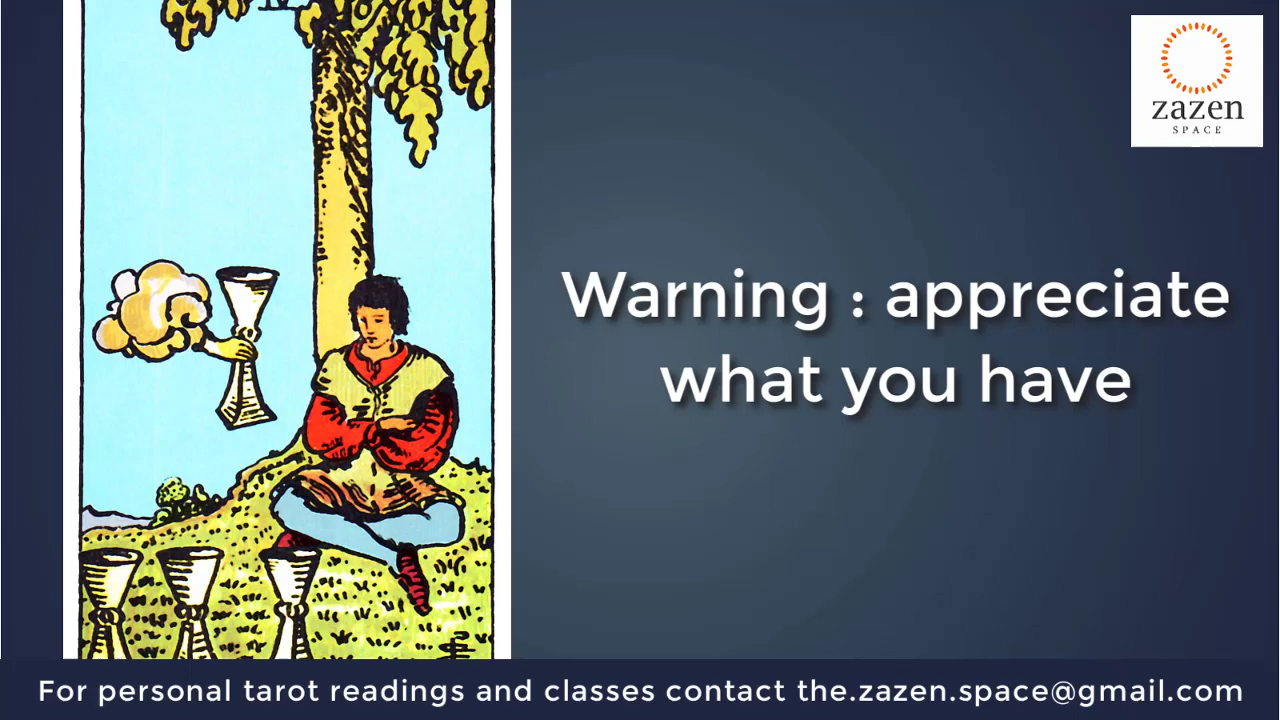 zazen
SPACE
Warning : appreciate
what you have
For personal tarot readings and classes contact the.zazen.space@gmail.com